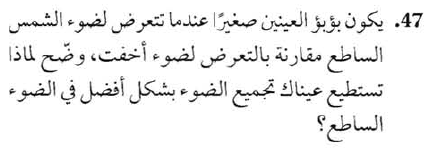 47. يكون بؤبؤ العينين صغيرًا عندما تتعرض لضوء الشمس
الساطع مقارنة بالتعرض لضوء أخفت، وضّح لماذا
تستطيع عيناك تجميع الضوء بشكل أفضل في الضوء
الساطع؟